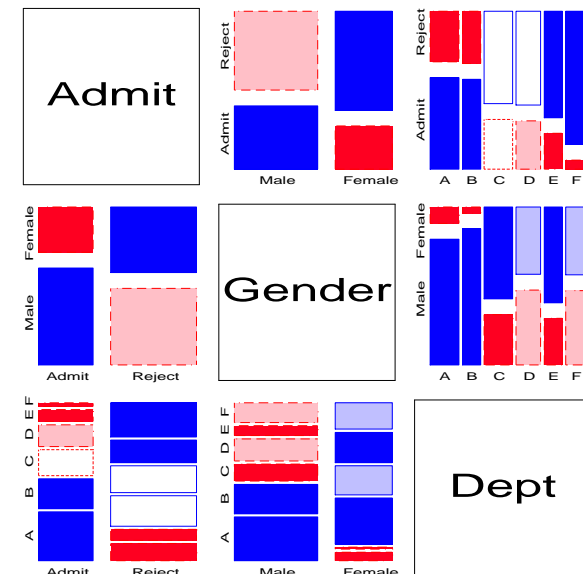 Admit
Reject
Admit
Male Female
Reject
Admit
A B C D E F
Female
Male
Admit Reject
Gender
Female
Male
A B C D E F
F
E
D
C
B
A
Admit Reject
F
E
D
C
B
A
Male Female
Dept